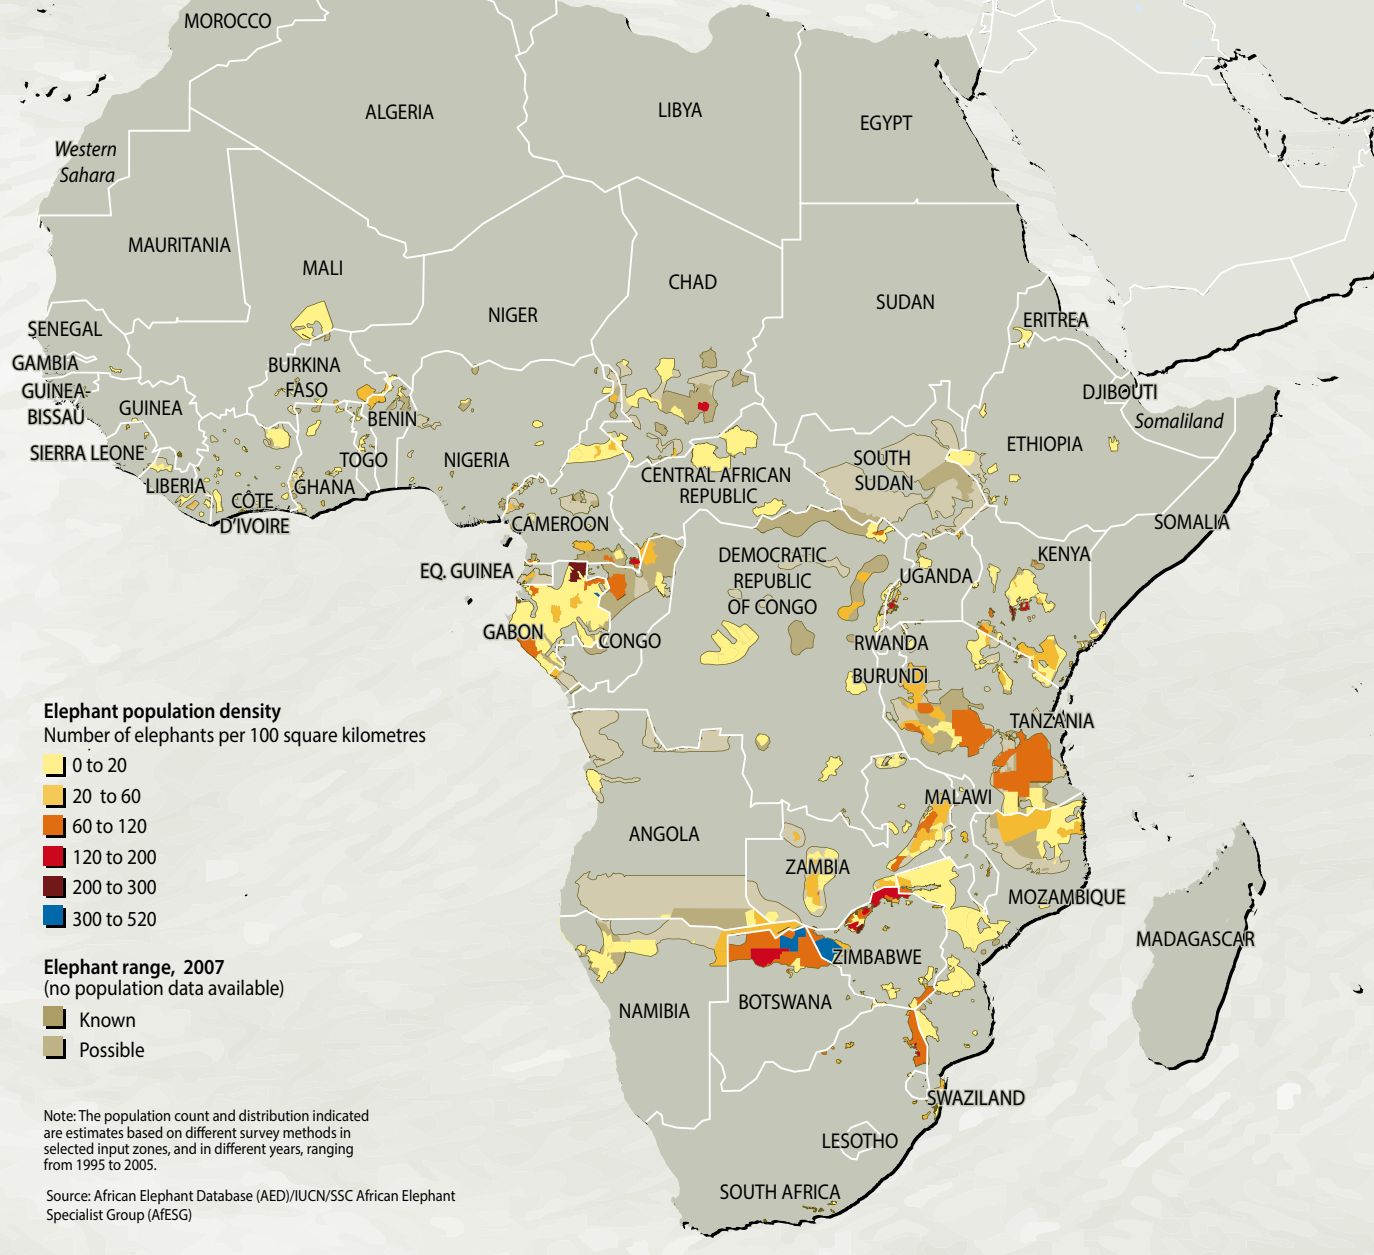 MOROCCO
ALGERIA
LIBYA
EGYPT
Western
Sahara
MAURITANIA
MALI
NIGER
CHAD
SUDAN
ERITREA
SENEGAL
GAMBIA
GUINEA-
BISSAU
GUINEA
BURKINA
FASO
BENIN
DJIBOUTI
Somaliland
SIERRA LEONE
LIBERIA
CÔTE
D'IVOIRE
GHANA
TOGO
NIGERIA
CENTRAL AFRICAN
REPUBLIC
SOUTH
SUDAN
ETHIOPIA
SOMALIA
CAMEROON
EQ. GUINEA
DEMOCRATIC
REPUBLIC
OF CONGO
UGANDA
KENYA
GABON
CONGO
RWANDA
BURUNDI
TANZANIA
MALAWI
ANGOLA
ZAMBIA
MOZAMBIQUE
MADAGASCAR
ZIMBABWE
NAMIBIA
BOTSWANA
SWAZILAND
LESOTHO
SOUTH AFRICA
Elephant population density
Number of elephants per 100 square kilometres
0 to 20
20 to 60
60 to 120
120 to 200
200 to 300
300 to 520
Elephant range, 2007
(no population data available)
Known
Possible
Note: The population count and distribution indicated
are estimates based on different survey methods in
selected input zones, and in different years, ranging
from 1995 to 2005.
Source: African Elephant Database (AED)/IUCN/SSC African Elephant
Specialist Group (AfESG)